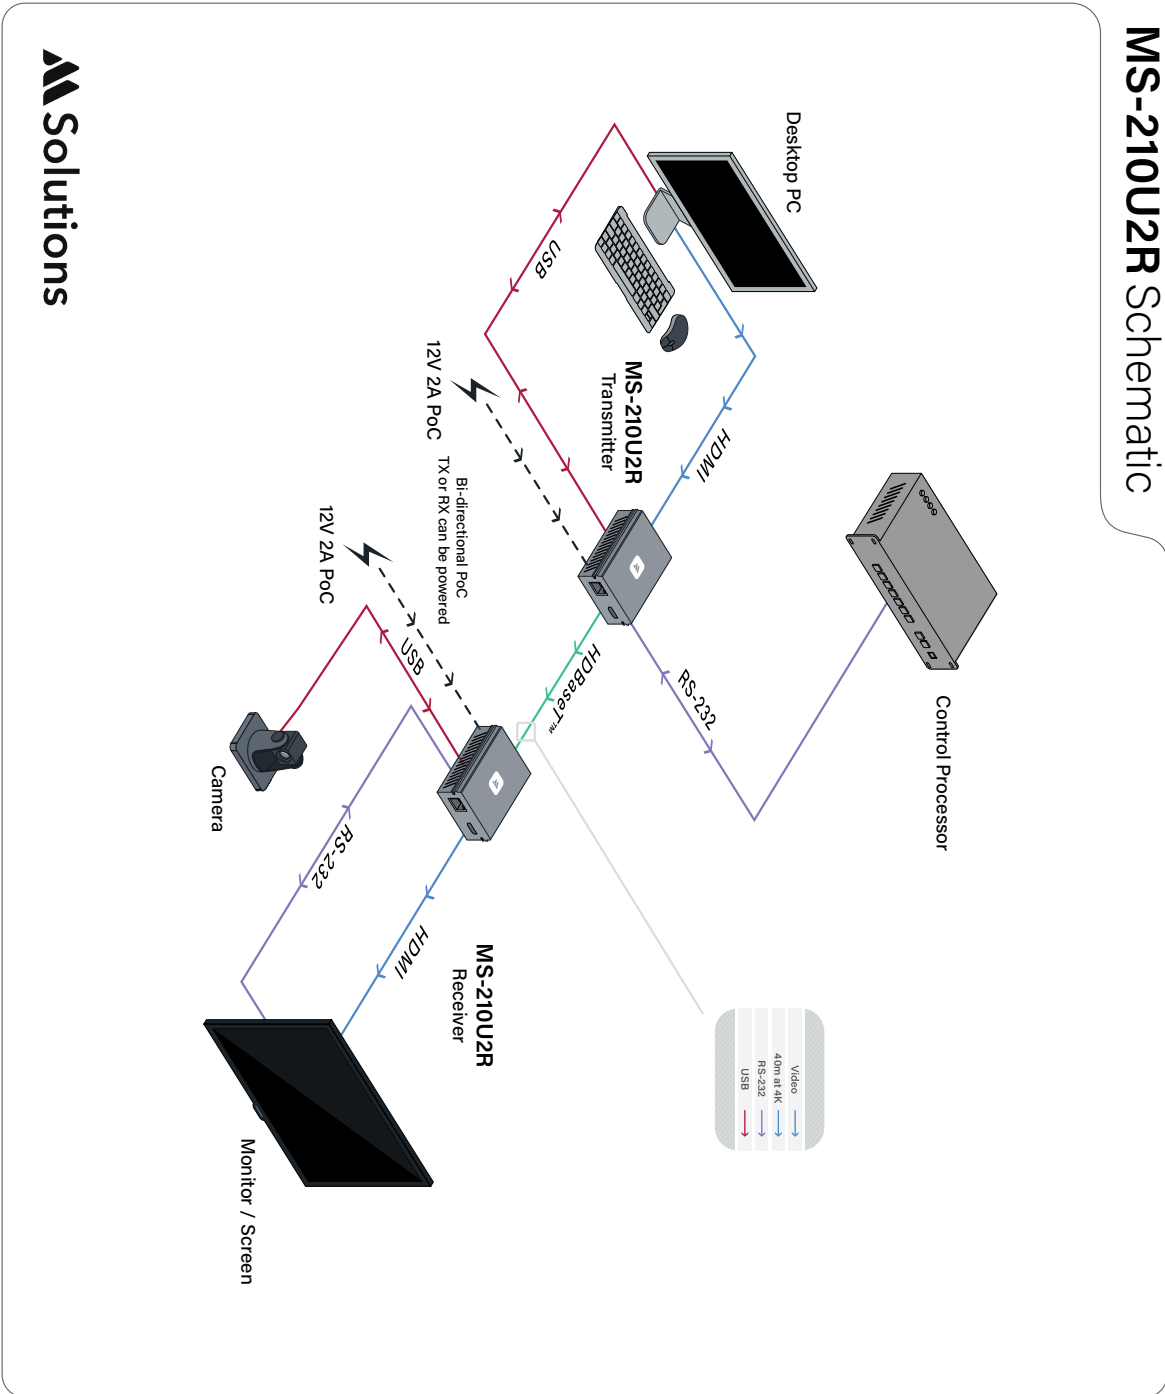 MS-210U2R Schematic
Control Processor
Desktop PC
HDMI
RS-232
Video
40m at 4K
RS-232
USB
MS-210U2R
Transmitter
USB
HDBaseT™
12V 2A PoC
Bi-directional PoC
TX or RX can be powered
MS-210U2R
Receiver
12V 2A PoC
USB
HDMI
RS-232
Camera
Monitor / Screen
Solutions